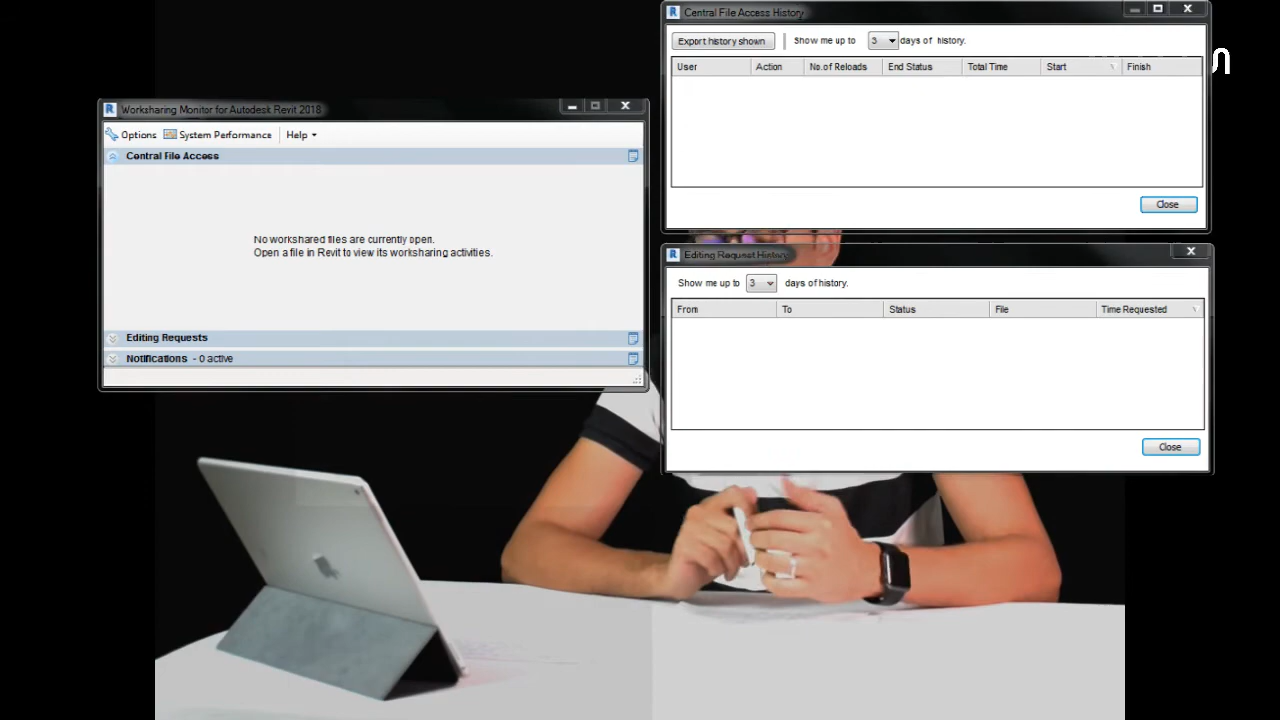 Worksharing Monitor for Autodesk Revit 2018
Options System Performance Help
Central File Access
No workshared files are currently open.
Open a file in Revit to view its worksharing activities.
Editing Requests
Notifications - 0 active
Central File Access History
Export history shown Show me up to 3 days of history.
User Action No.of Reloads End Status Total Time Start Finish
Close
Editing Request History
Show me up to 3 days of history.
From To Status File Time Requested
Close